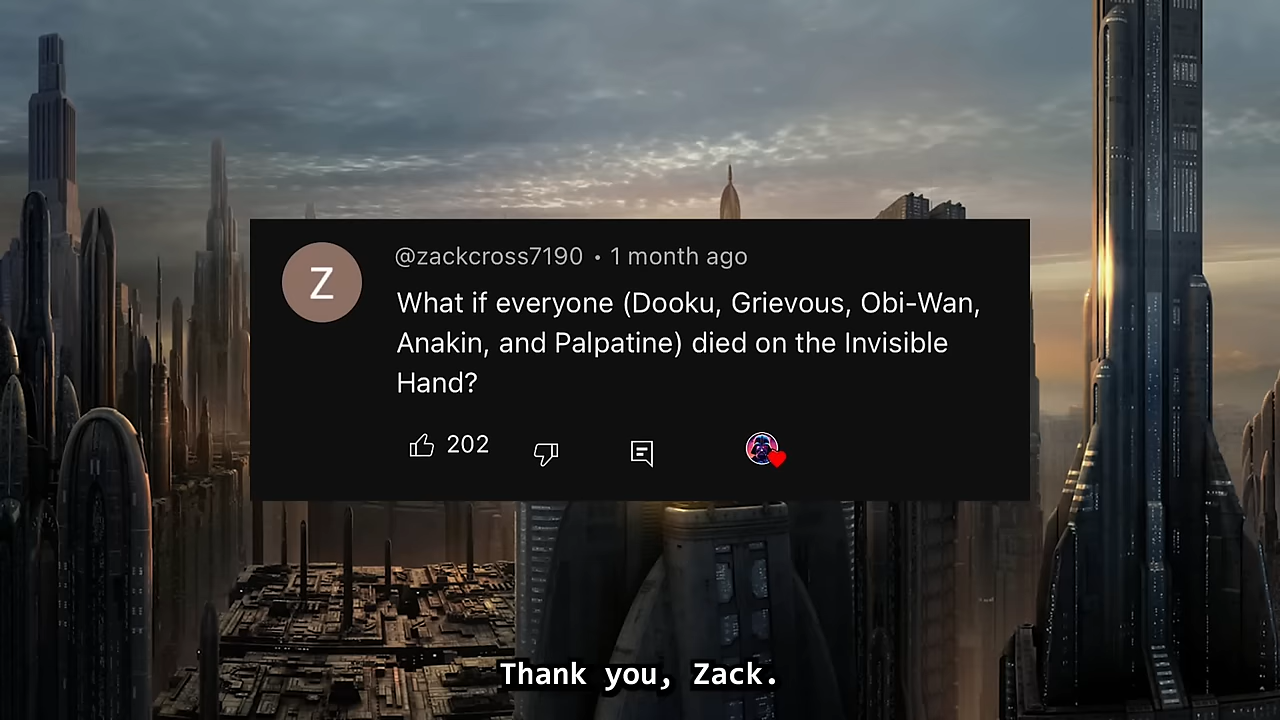 @zackcross7190 • 1 month ago
Z
What if everyone (Dooku, Grievous, Obi-Wan,
Anakin, and Palpatine) died on the Invisible
Hand?
202
Thank you, Zack.